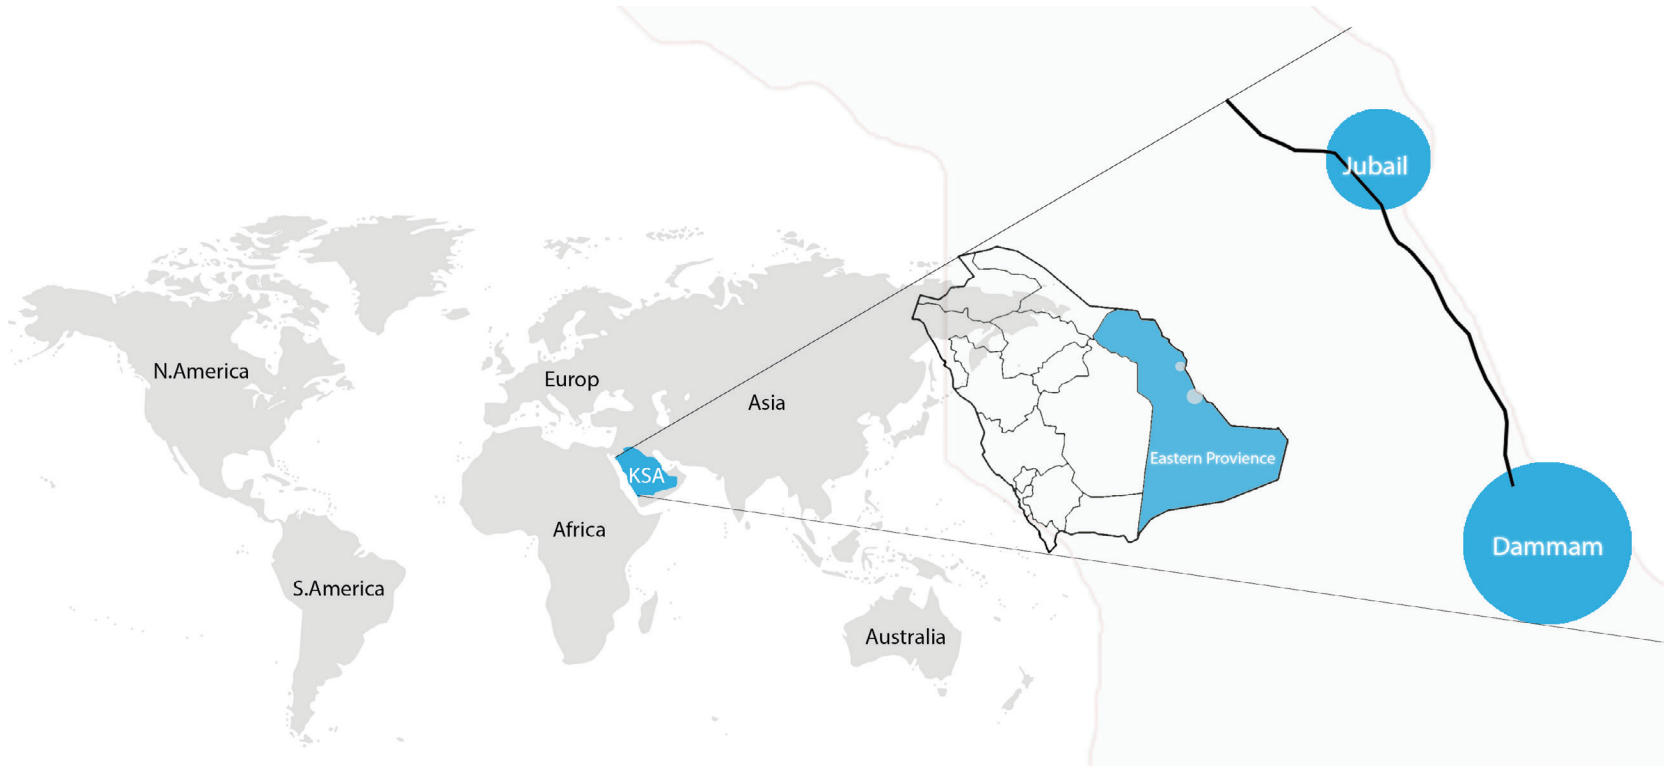 Jubail
N.America
Europ
Asia
Eastern Provience
KSA
Africa
Dammam
S.America
Australia